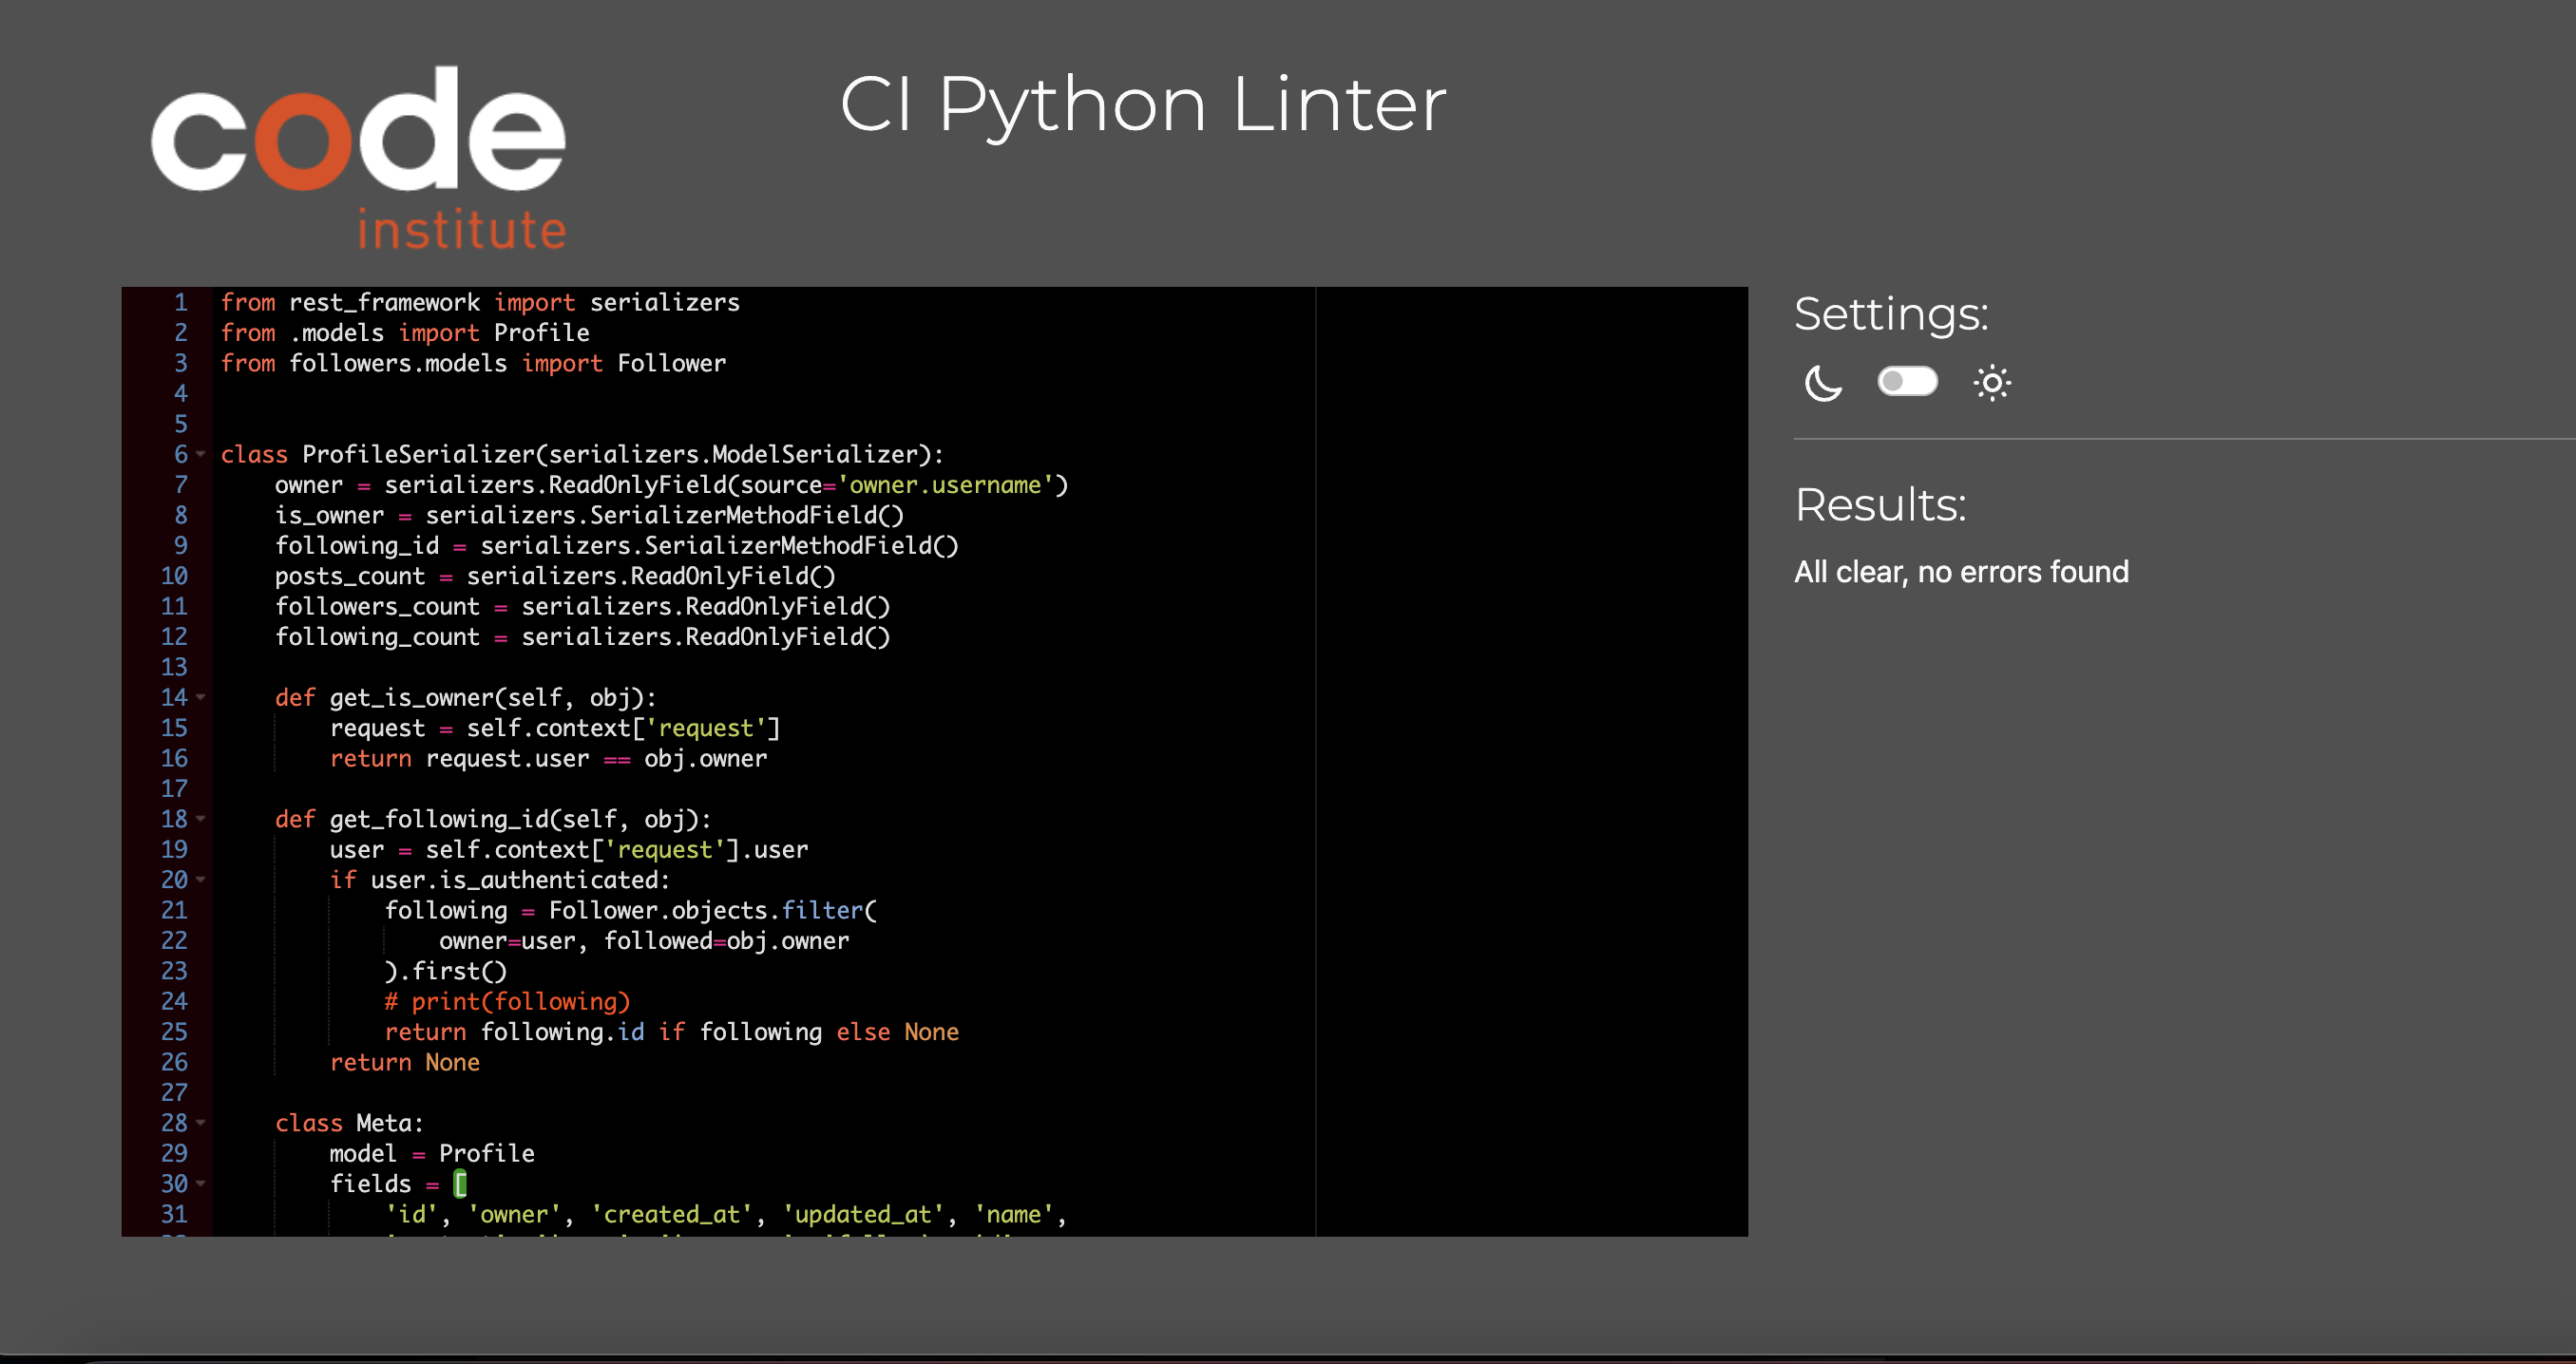 code
institute
CI Python Linter
1 from rest_framework import serializers
2 from .models import Profile
3 from followers.models import Follower
4
5
6 class ProfileSerializer(serializers.ModelSerializer):
7     owner = serializers.ReadOnlyField(source='owner.username')
8     is_owner = serializers.SerializerMethodField()
9     following_id = serializers.SerializerMethodField()
10     posts_count = serializers.ReadOnlyField()
11     followers_count = serializers.ReadOnlyField()
12     following_count = serializers.ReadOnlyField()
13
14     def get_is_owner(self, obj):
15         request = self.context['request']
16         return request.user == obj.owner
17
18     def get_following_id(self, obj):
19         user = self.context['request'].user
20         if user.is_authenticated:
21             following = Follower.objects.filter(
22                 owner=user, followed=obj.owner
23             ).first()
24             # print(following)
25             return following.id if following else None
26         return None
27
28     class Meta:
29         model = Profile
30         fields = [
31             'id', 'owner', 'created_at', 'updated_at', 'name',
Settings:
Results:
All clear, no errors found